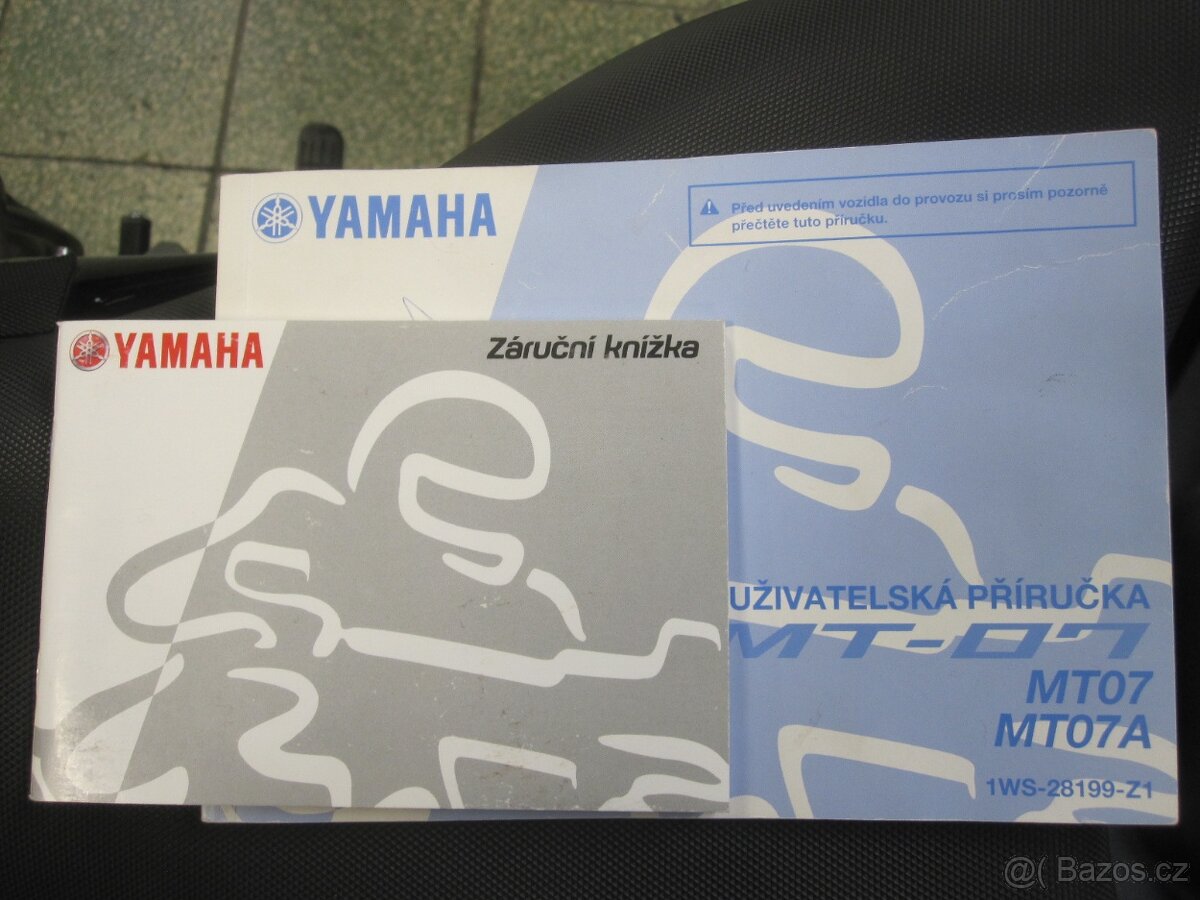 YAMAHA
Před uvedením vozidla do provozu si prosím pozorně
přečtěte tuto příručku.
YAMAHA
Záruční knížka
UŽIVATELSKÁ PŘÍRUČKA
MT-07
MT07
MT07A
1WS-28199-Z1
@( Bazos.cz